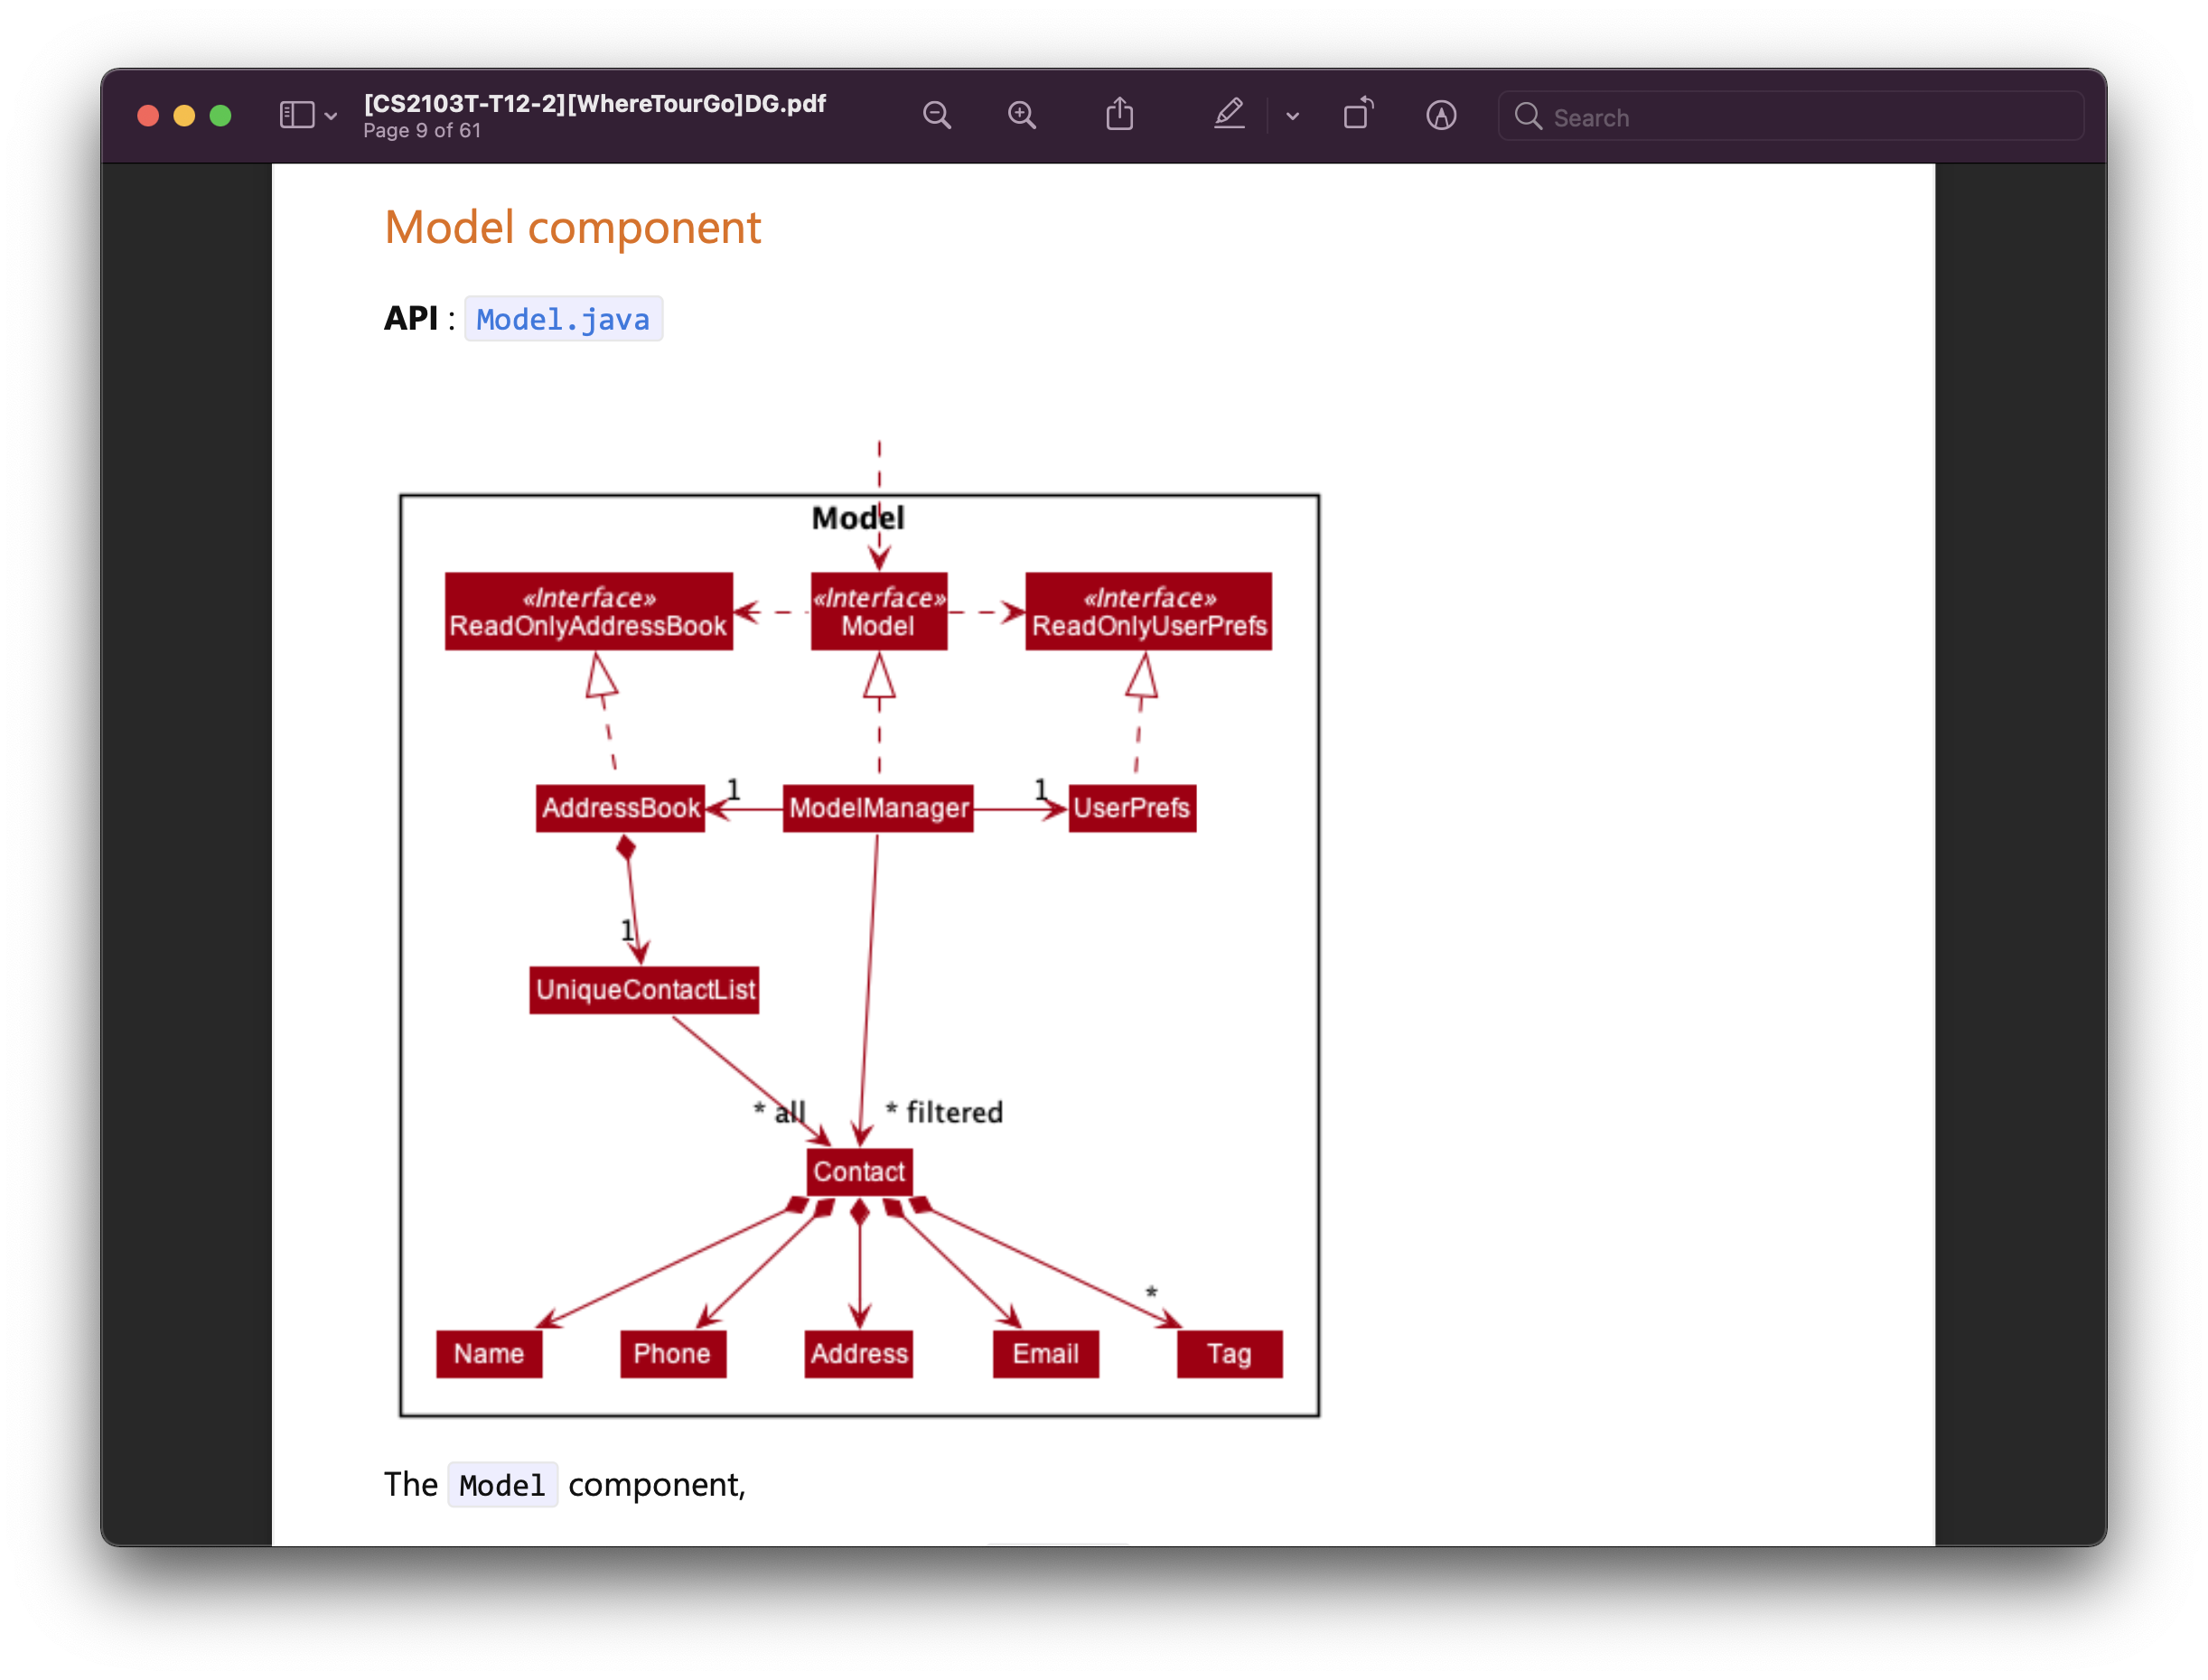 [CS2103T-T12-2][WhereTourGo]DG.pdf
Page 9 of 61
Search
Model component
API : Model.java
Model
«Interface»
ReadOnlyAddressBook
«Interface»
Model
«Interface»
ReadOnlyUserPrefs
AddressBook
1
ModelManager
1
UserPrefs
1
UniqueContactList
* all
* filtered
Contact
*
Name
Phone
Address
Email
Tag
The Model component,